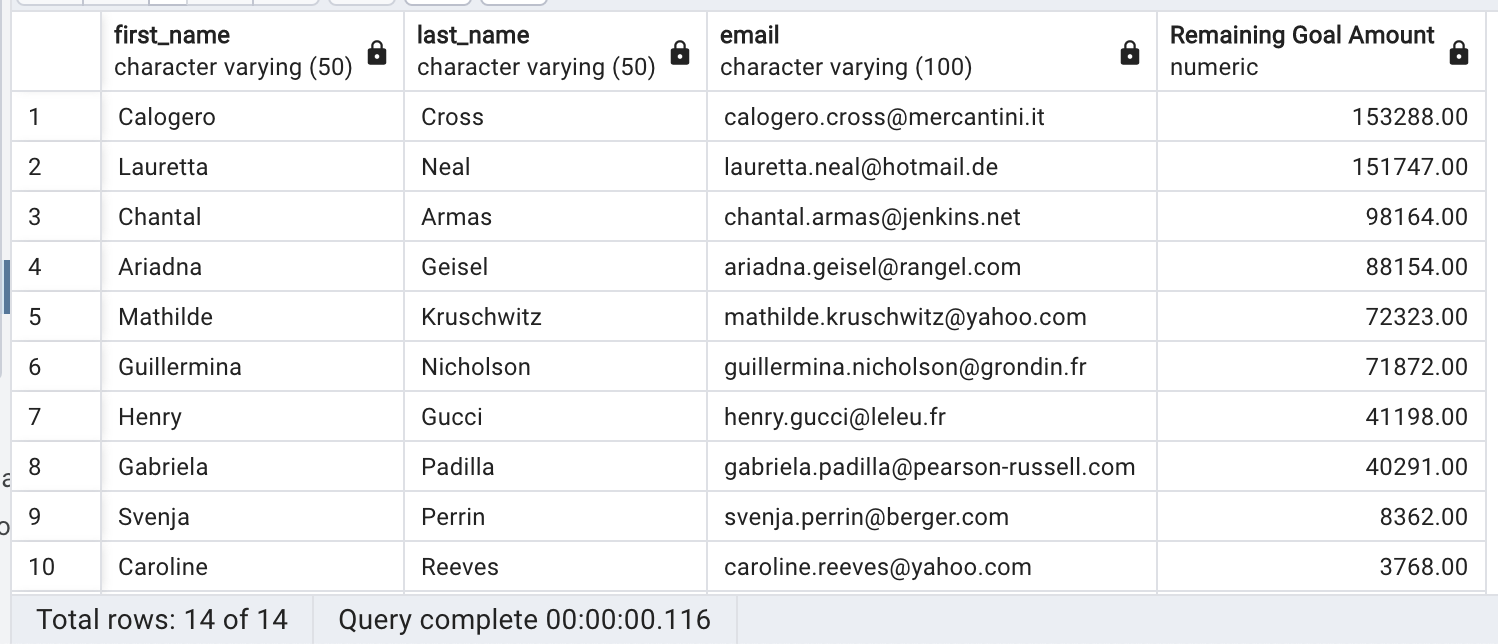 first_name last_name email Remaining Goal Amount
character varying (50) character varying (50) character varying (100) numeric
1 Calogero Cross calogero.cross@mercantini.it 153288.00
2 Lauretta Neal lauretta.neal@hotmail.de 151747.00
3 Chantal Armas chantal.armas@jenkins.net 98164.00
4 Ariadna Geisel ariadna.geisel@rangel.com 88154.00
5 Mathilde Kruschwitz mathilde.kruschwitz@yahoo.com 72323.00
6 Guillermina Nicholson guillermina.nicholson@grondin.fr 71872.00
7 Henry Gucci henry.gucci@leleu.fr 41198.00
8 Gabriela Padilla gabriela.padilla@pearson-russell.com 40291.00
9 Svenja Perrin svenja.perrin@berger.com 8362.00
10 Caroline Reeves caroline.reeves@yahoo.com 3768.00
Total rows: 14 of 14 Query complete 00:00:00.116